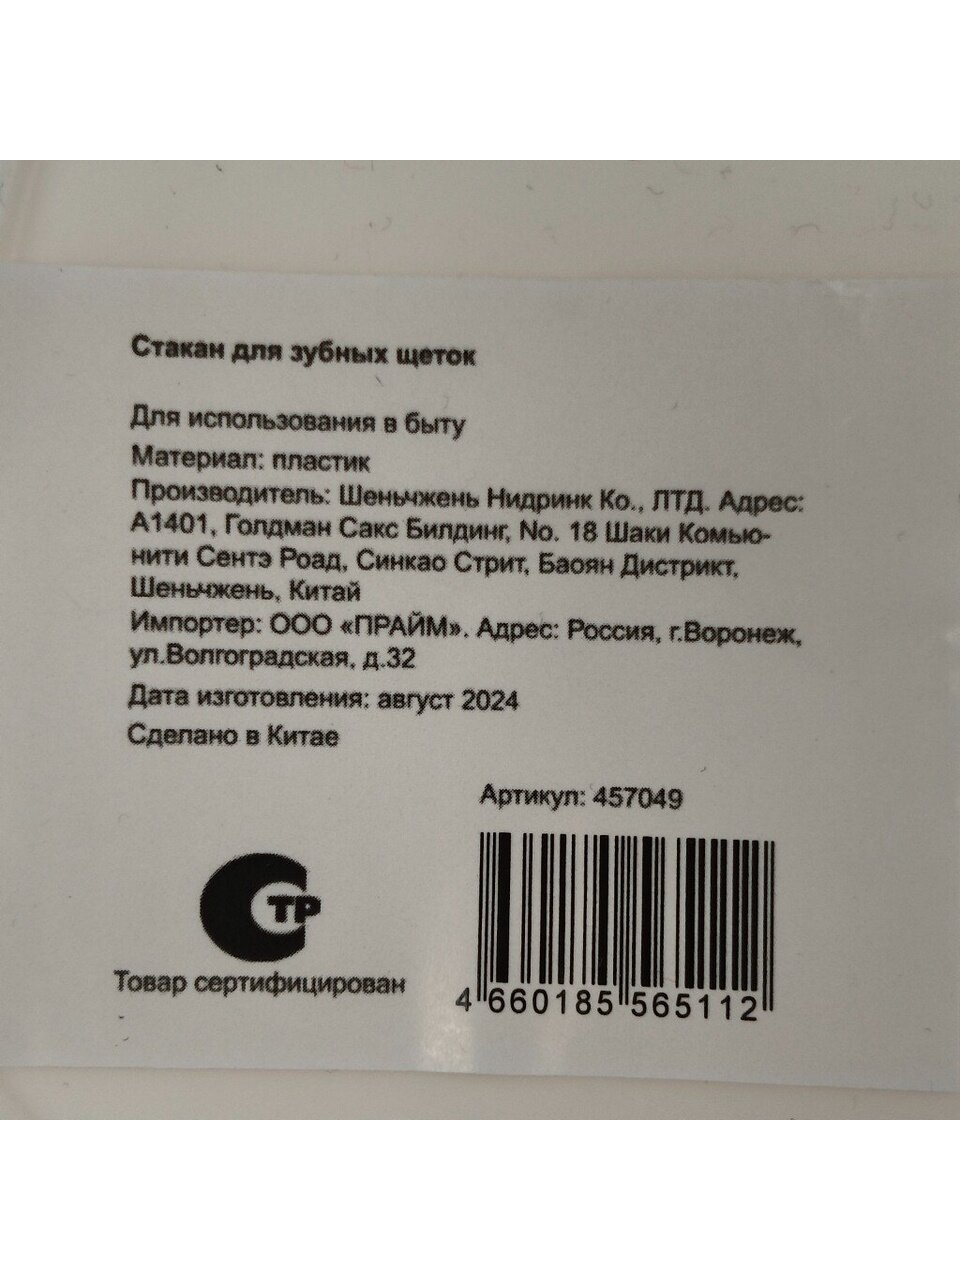 Стакан для зубных щеток
Для использования в быту
Материал: пластик
Производитель: Шеньчжень Нидринк Ко., ЛТД. Адрес:
А1401, Голдман Сакс Билдинг, No. 18 Шаки Комью-
нити Сентэ Роад, Синкао Стрит, Баоян Дистрикт,
Шеньчжень, Китай
Импортер: ООО «ПРАЙМ». Адрес: Россия, г.Воронеж,
ул.Волгоградская, д.32
Дата изготовления: август 2024
Сделано в Китае
Артикул: 457049
СТР
Товар сертифицирован
4 660185 565112